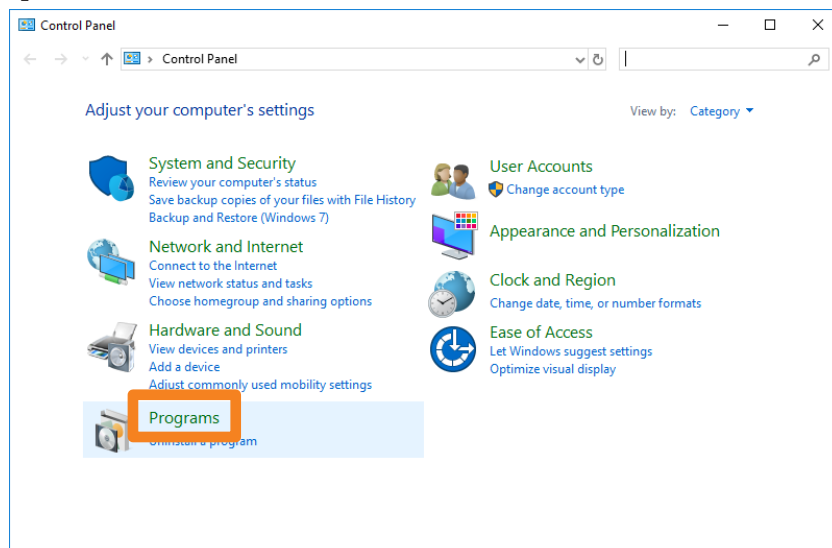 Control Panel
Control Panel
Adjust your computer's settings
View by: Category
System and Security
Review your computer's status
Save backup copies of your files with File History
Backup and Restore (Windows 7)
Network and Internet
Connect to the Internet
View network status and tasks
Choose homegroup and sharing options
Hardware and Sound
View devices and printers
Add a device
Adjust commonly used mobility settings
Programs
Uninstall a program
User Accounts
Change account type
Appearance and Personalization
Clock and Region
Change date, time, or number formats
Ease of Access
Let Windows suggest settings
Optimize visual display